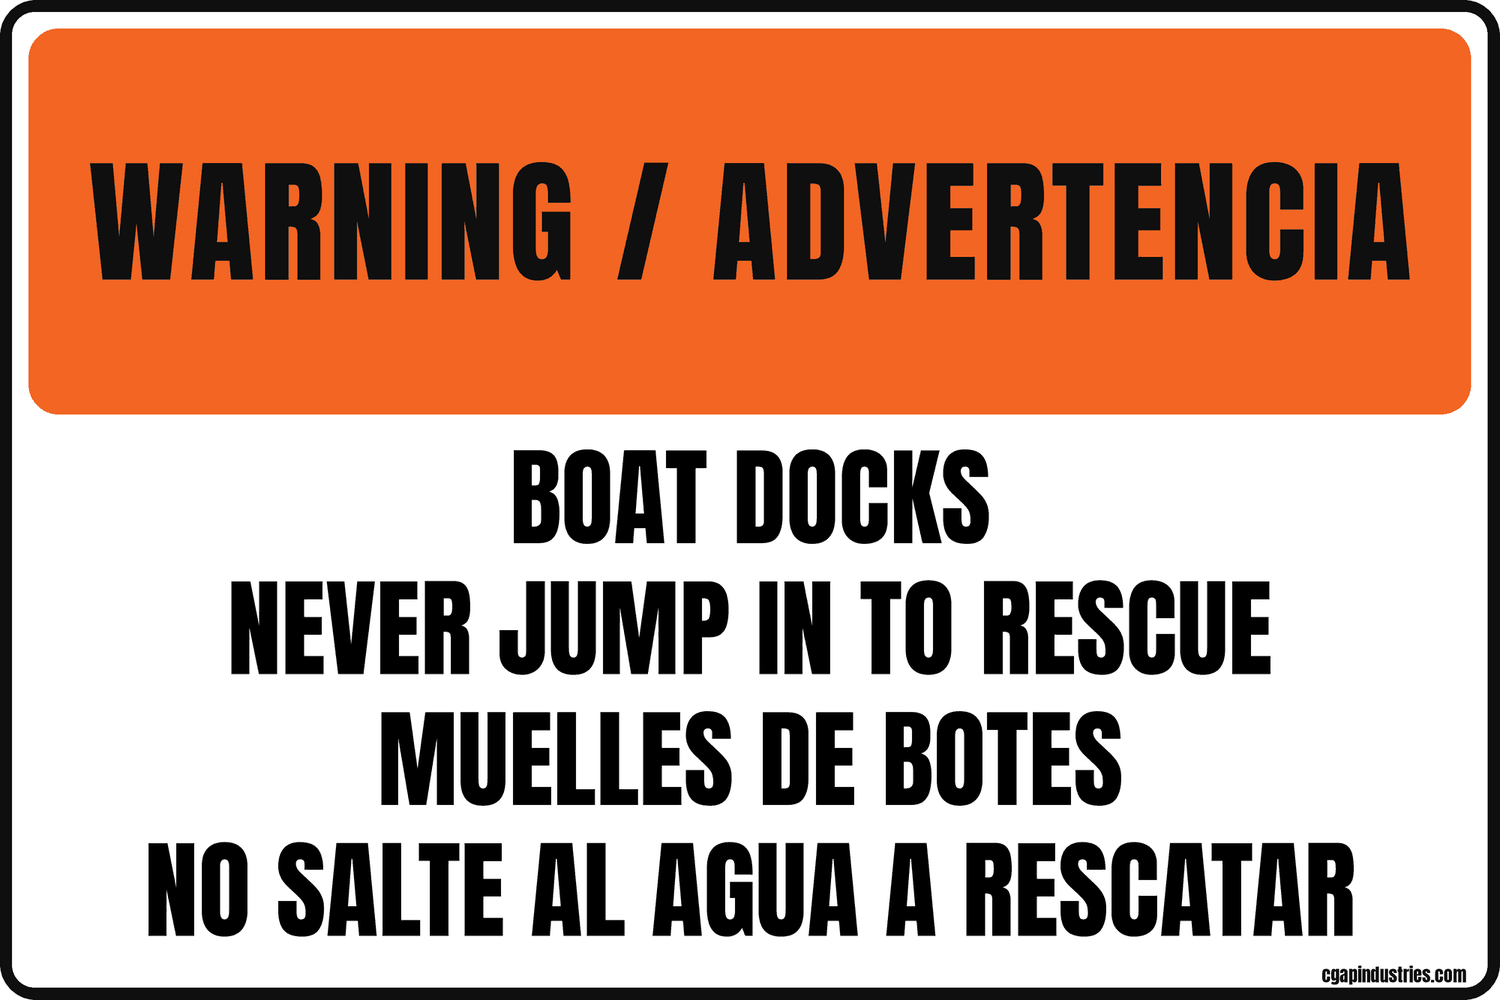 WARNING / ADVERTENCIA
BOAT DOCKS
NEVER JUMP IN TO RESCUE
MUELLES DE BOTES
NO SALTE AL AGUA A RESCATAR
cgapindustries.com